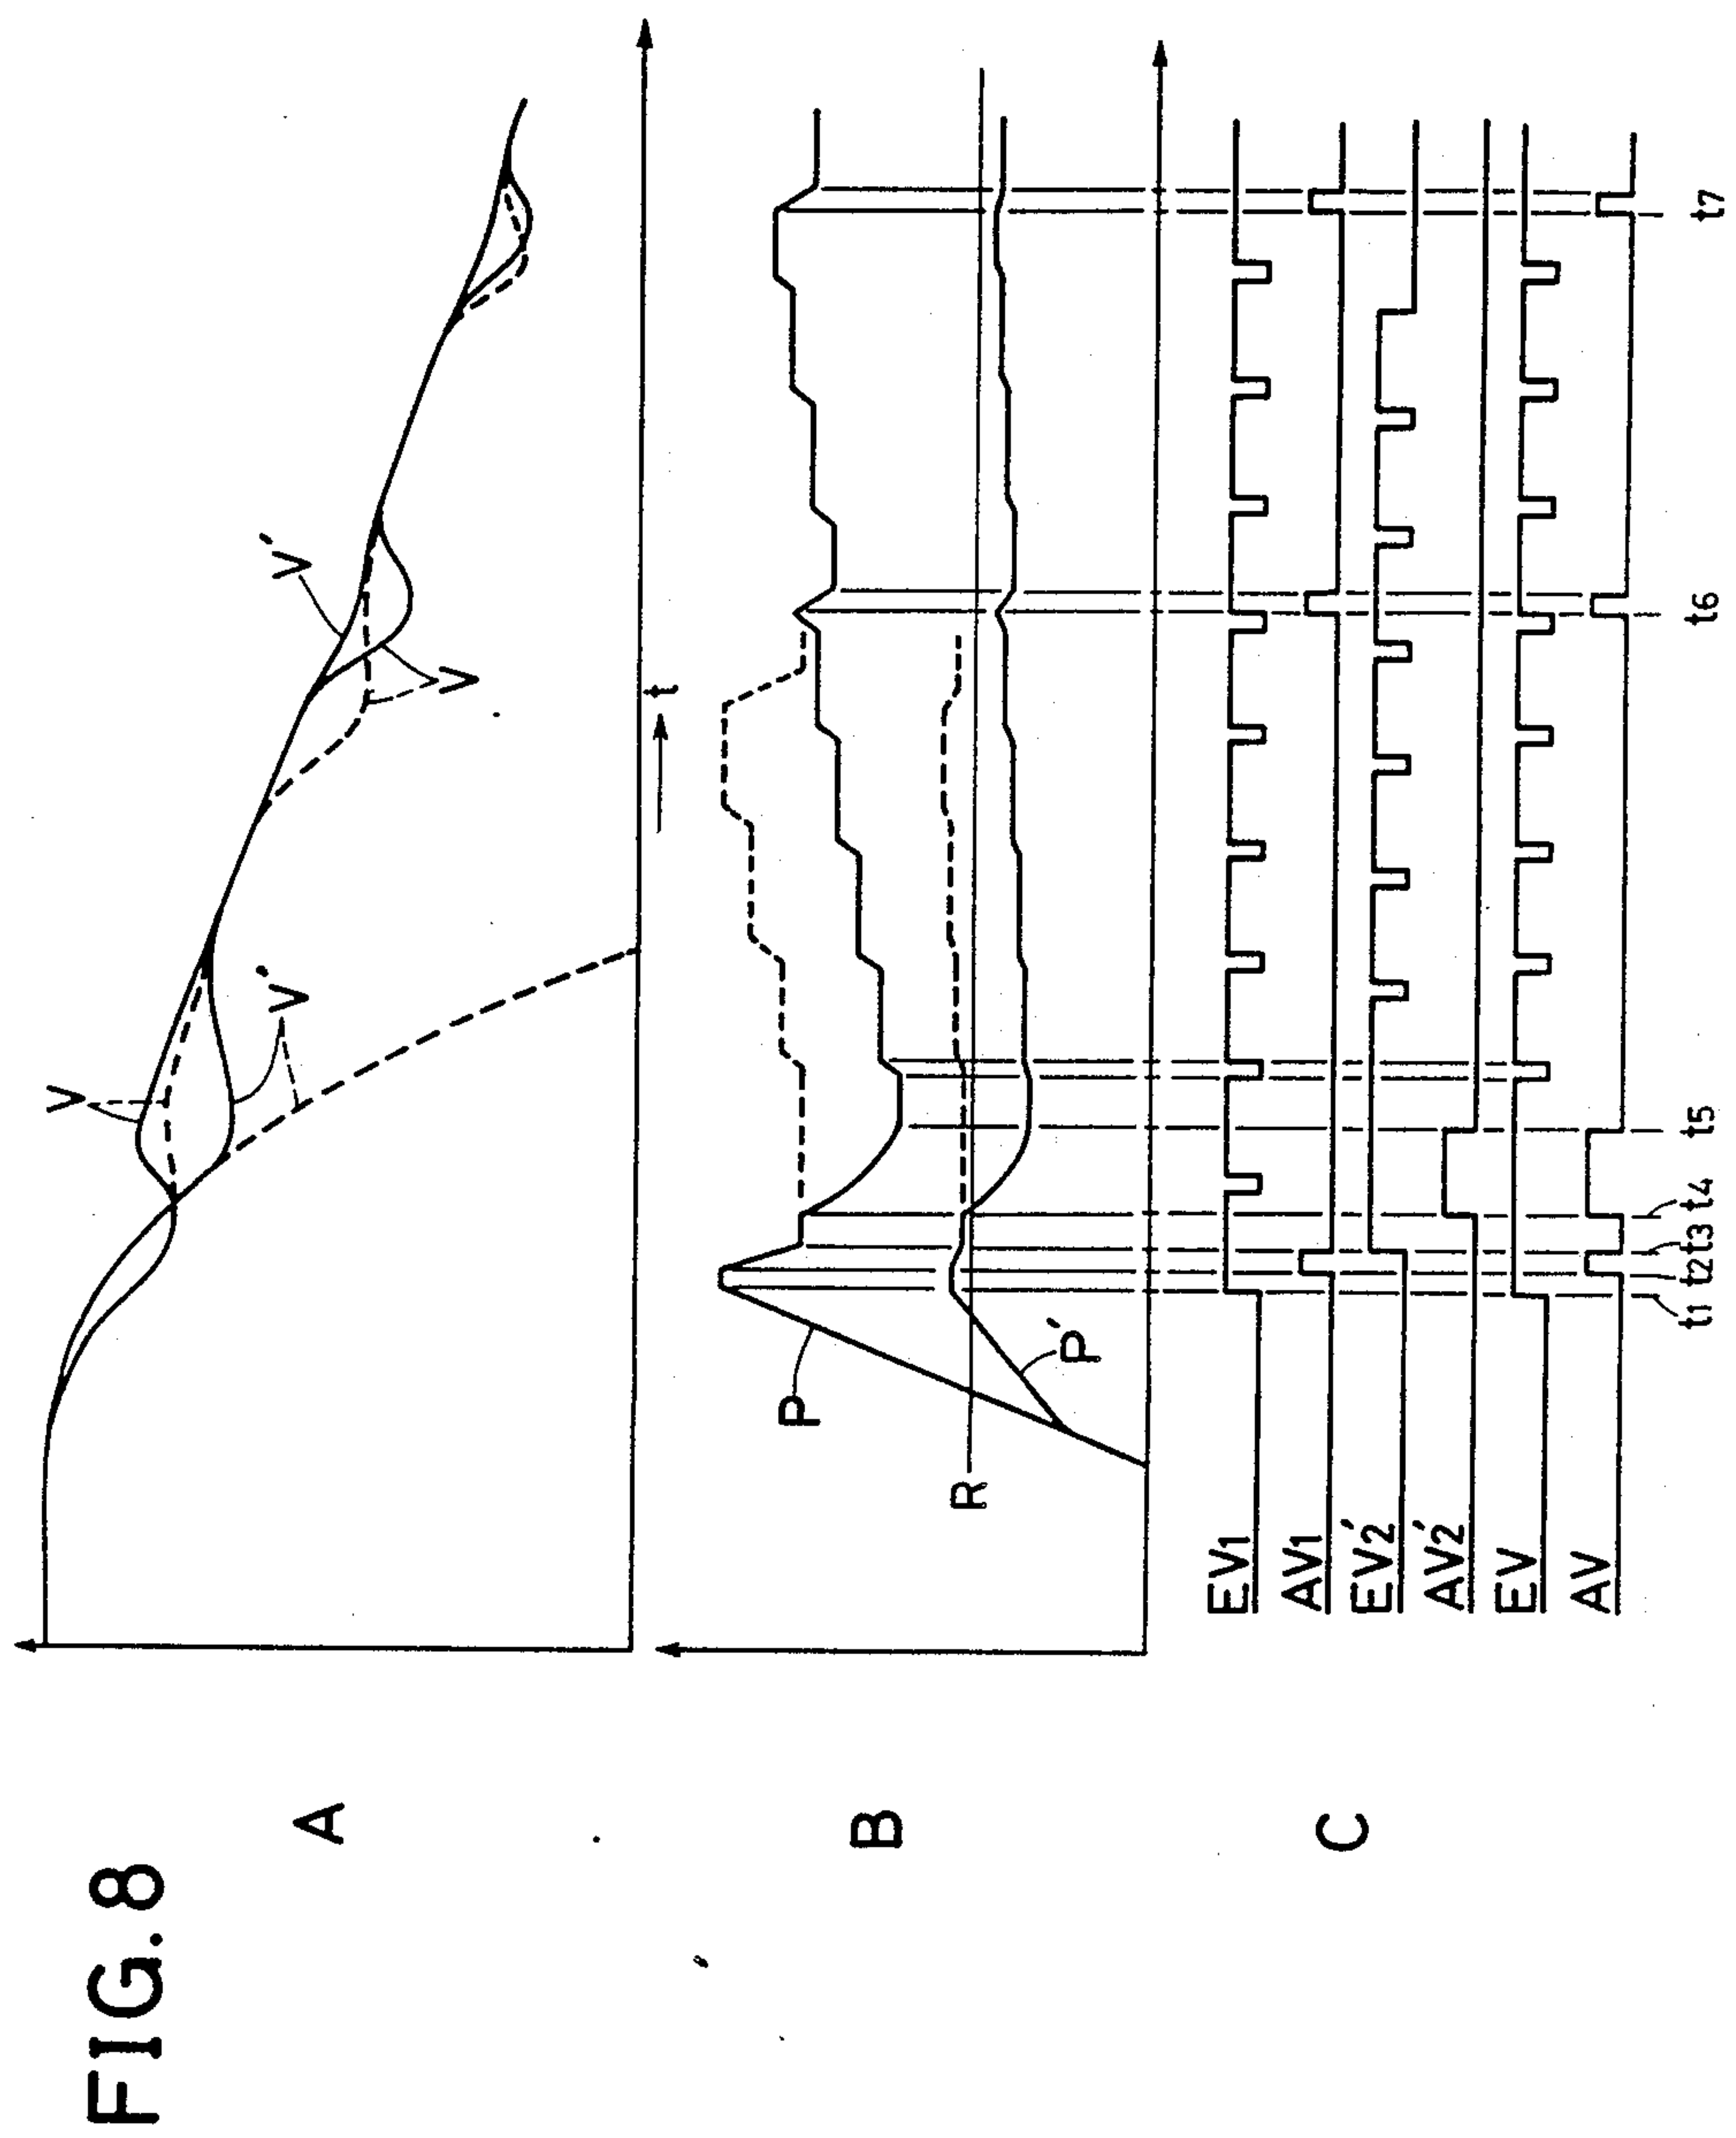 FIG. 8
A
V
V'
V'
V
t
B
P
P'
R
C
EV1
AV1
EV2'
AV2'
EV
AV
t1 t2 t3 t4 t5 t6 t7